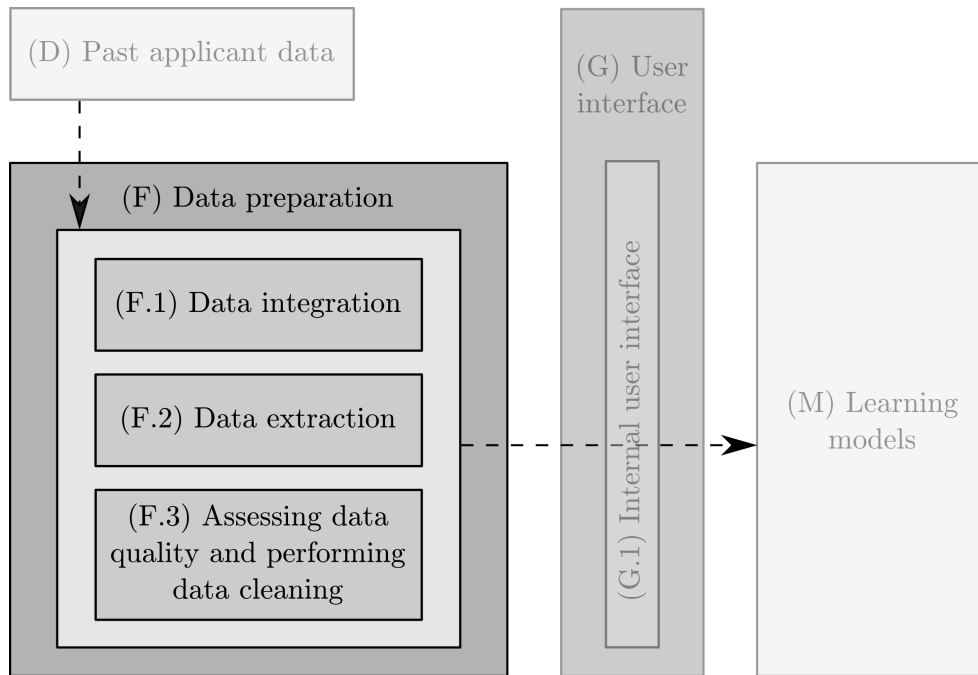 (D) Past applicant data
(G) User
interface
(F) Data preparation
(F.1) Data integration
(F.2) Data extraction
(F.3) Assessing data
quality and performing
data cleaning
(G.1) Internal user interface
(M) Learning
models